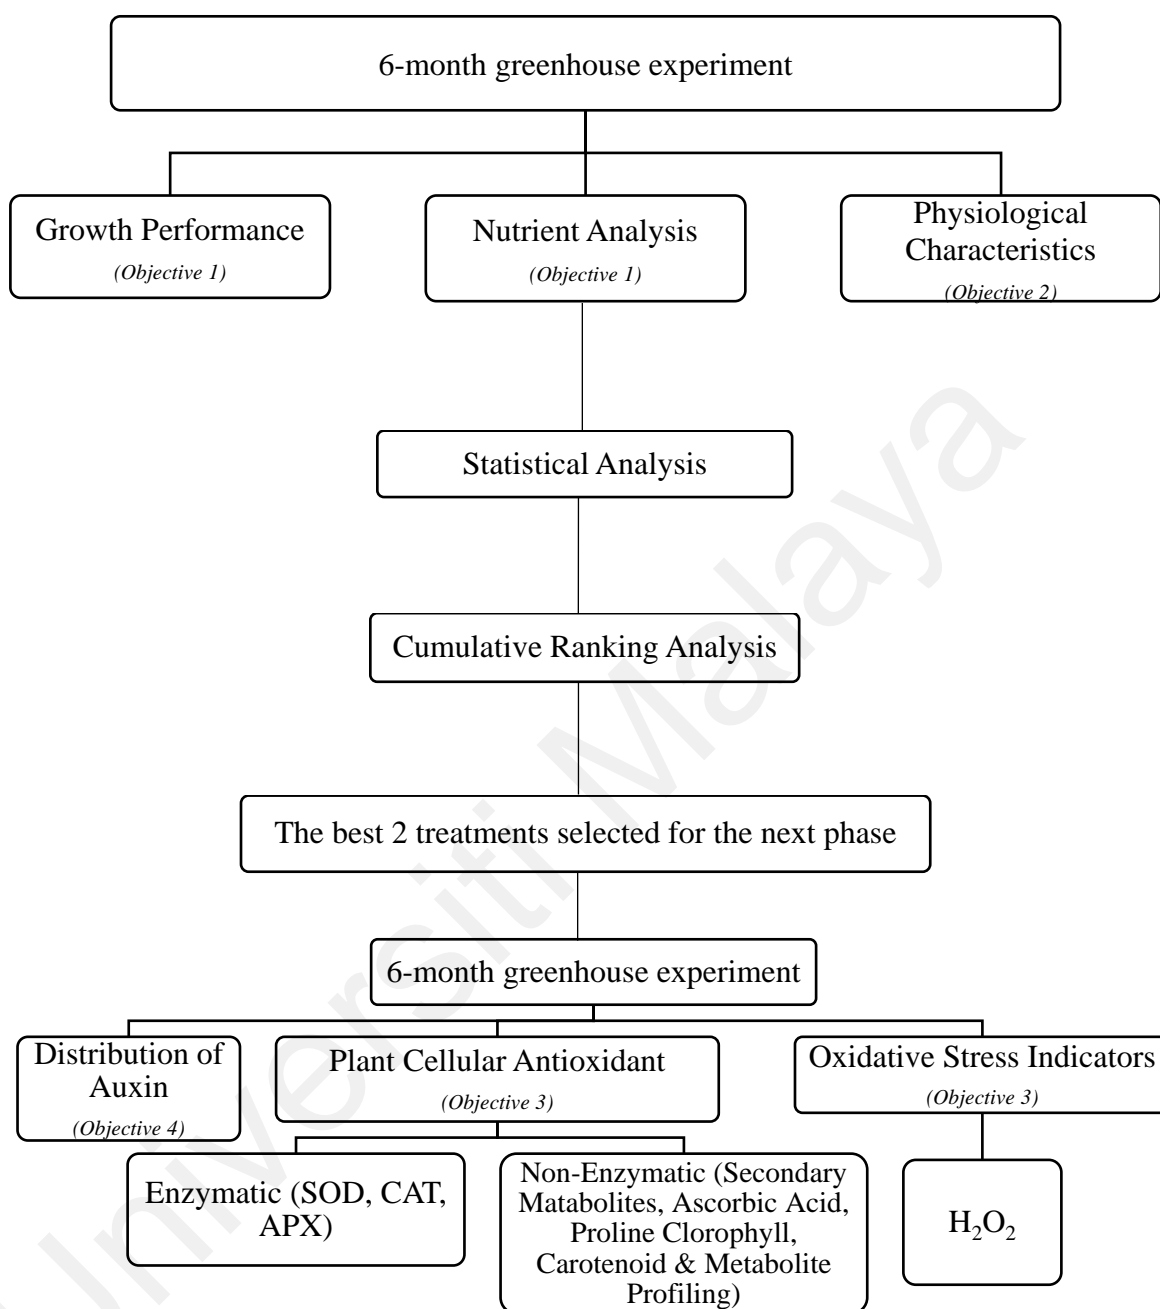 6-month greenhouse experiment
Growth Performance
(Objective 1)
Nutrient Analysis
(Objective 1)
Physiological
Characteristics
(Objective 2)
Statistical Analysis
Cumulative Ranking Analysis
The best 2 treatments selected for the next phase
6-month greenhouse experiment
Distribution of
Auxin
(Objective 4)
Plant Cellular Antioxidant
(Objective 3)
Oxidative Stress Indicators
(Objective 3)
Enzymatic (SOD, CAT,
APX)
Non-Enzymatic (Secondary
Matabolites, Ascorbic Acid,
Proline Clorophyll,
Carotenoid & Metabolite
Profiling)
H₂O₂
Universiti Malaya